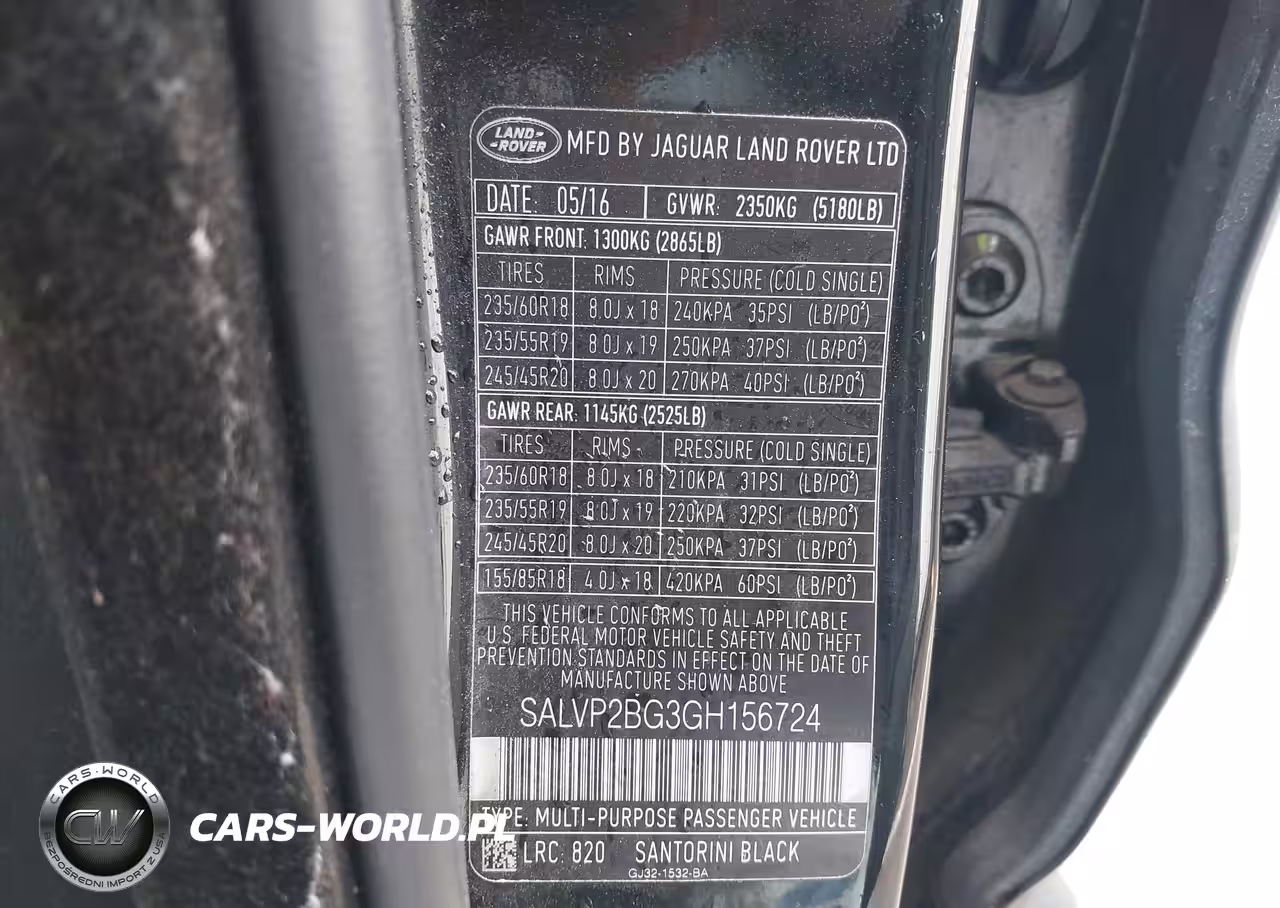 LAND-
-ROVER
MFD BY JAGUAR LAND ROVER LTD
DATE: 05/16 GVWR: 2350KG (5180LB)
GAWR FRONT: 1300KG (2865LB)
TIRES RIMS PRESSURE (COLD SINGLE)
235/60R18 8.0J x 18 240KPA 35PSI (LB/PO²)
235/55R19 8.0J x 19 250KPA 37PSI (LB/PO²)
245/45R20 8.0J x 20 270KPA 40PSI (LB/PO²)
GAWR REAR: 1145KG (2525LB)
TIRES RIMS PRESSURE (COLD SINGLE)
235/60R18 8.0J x 18 210KPA 31PSI (LB/PO²)
235/55R19 8.0J x 19 220KPA 32PSI (LB/PO²)
245/45R20 8.0J x 20 250KPA 37PSI (LB/PO²)
155/85R18 4.0J x 18 420KPA 60PSI (LB/PO²)
THIS VEHICLE CONFORMS TO ALL APPLICABLE
U.S. FEDERAL MOTOR VEHICLE SAFETY AND THEFT
PREVENTION STANDARDS IN EFFECT ON THE DATE OF
MANUFACTURE SHOWN ABOVE
SALVP2BG3GH156724
TYPE: MULTI-PURPOSE PASSENGER VEHICLE
LRC: 820 SANTORINI BLACK
GJ32-1532-BA
CARS-WORLD
CW
BEZPOŚREDNI IMPORT Z USA
CARS-WORLD.PL